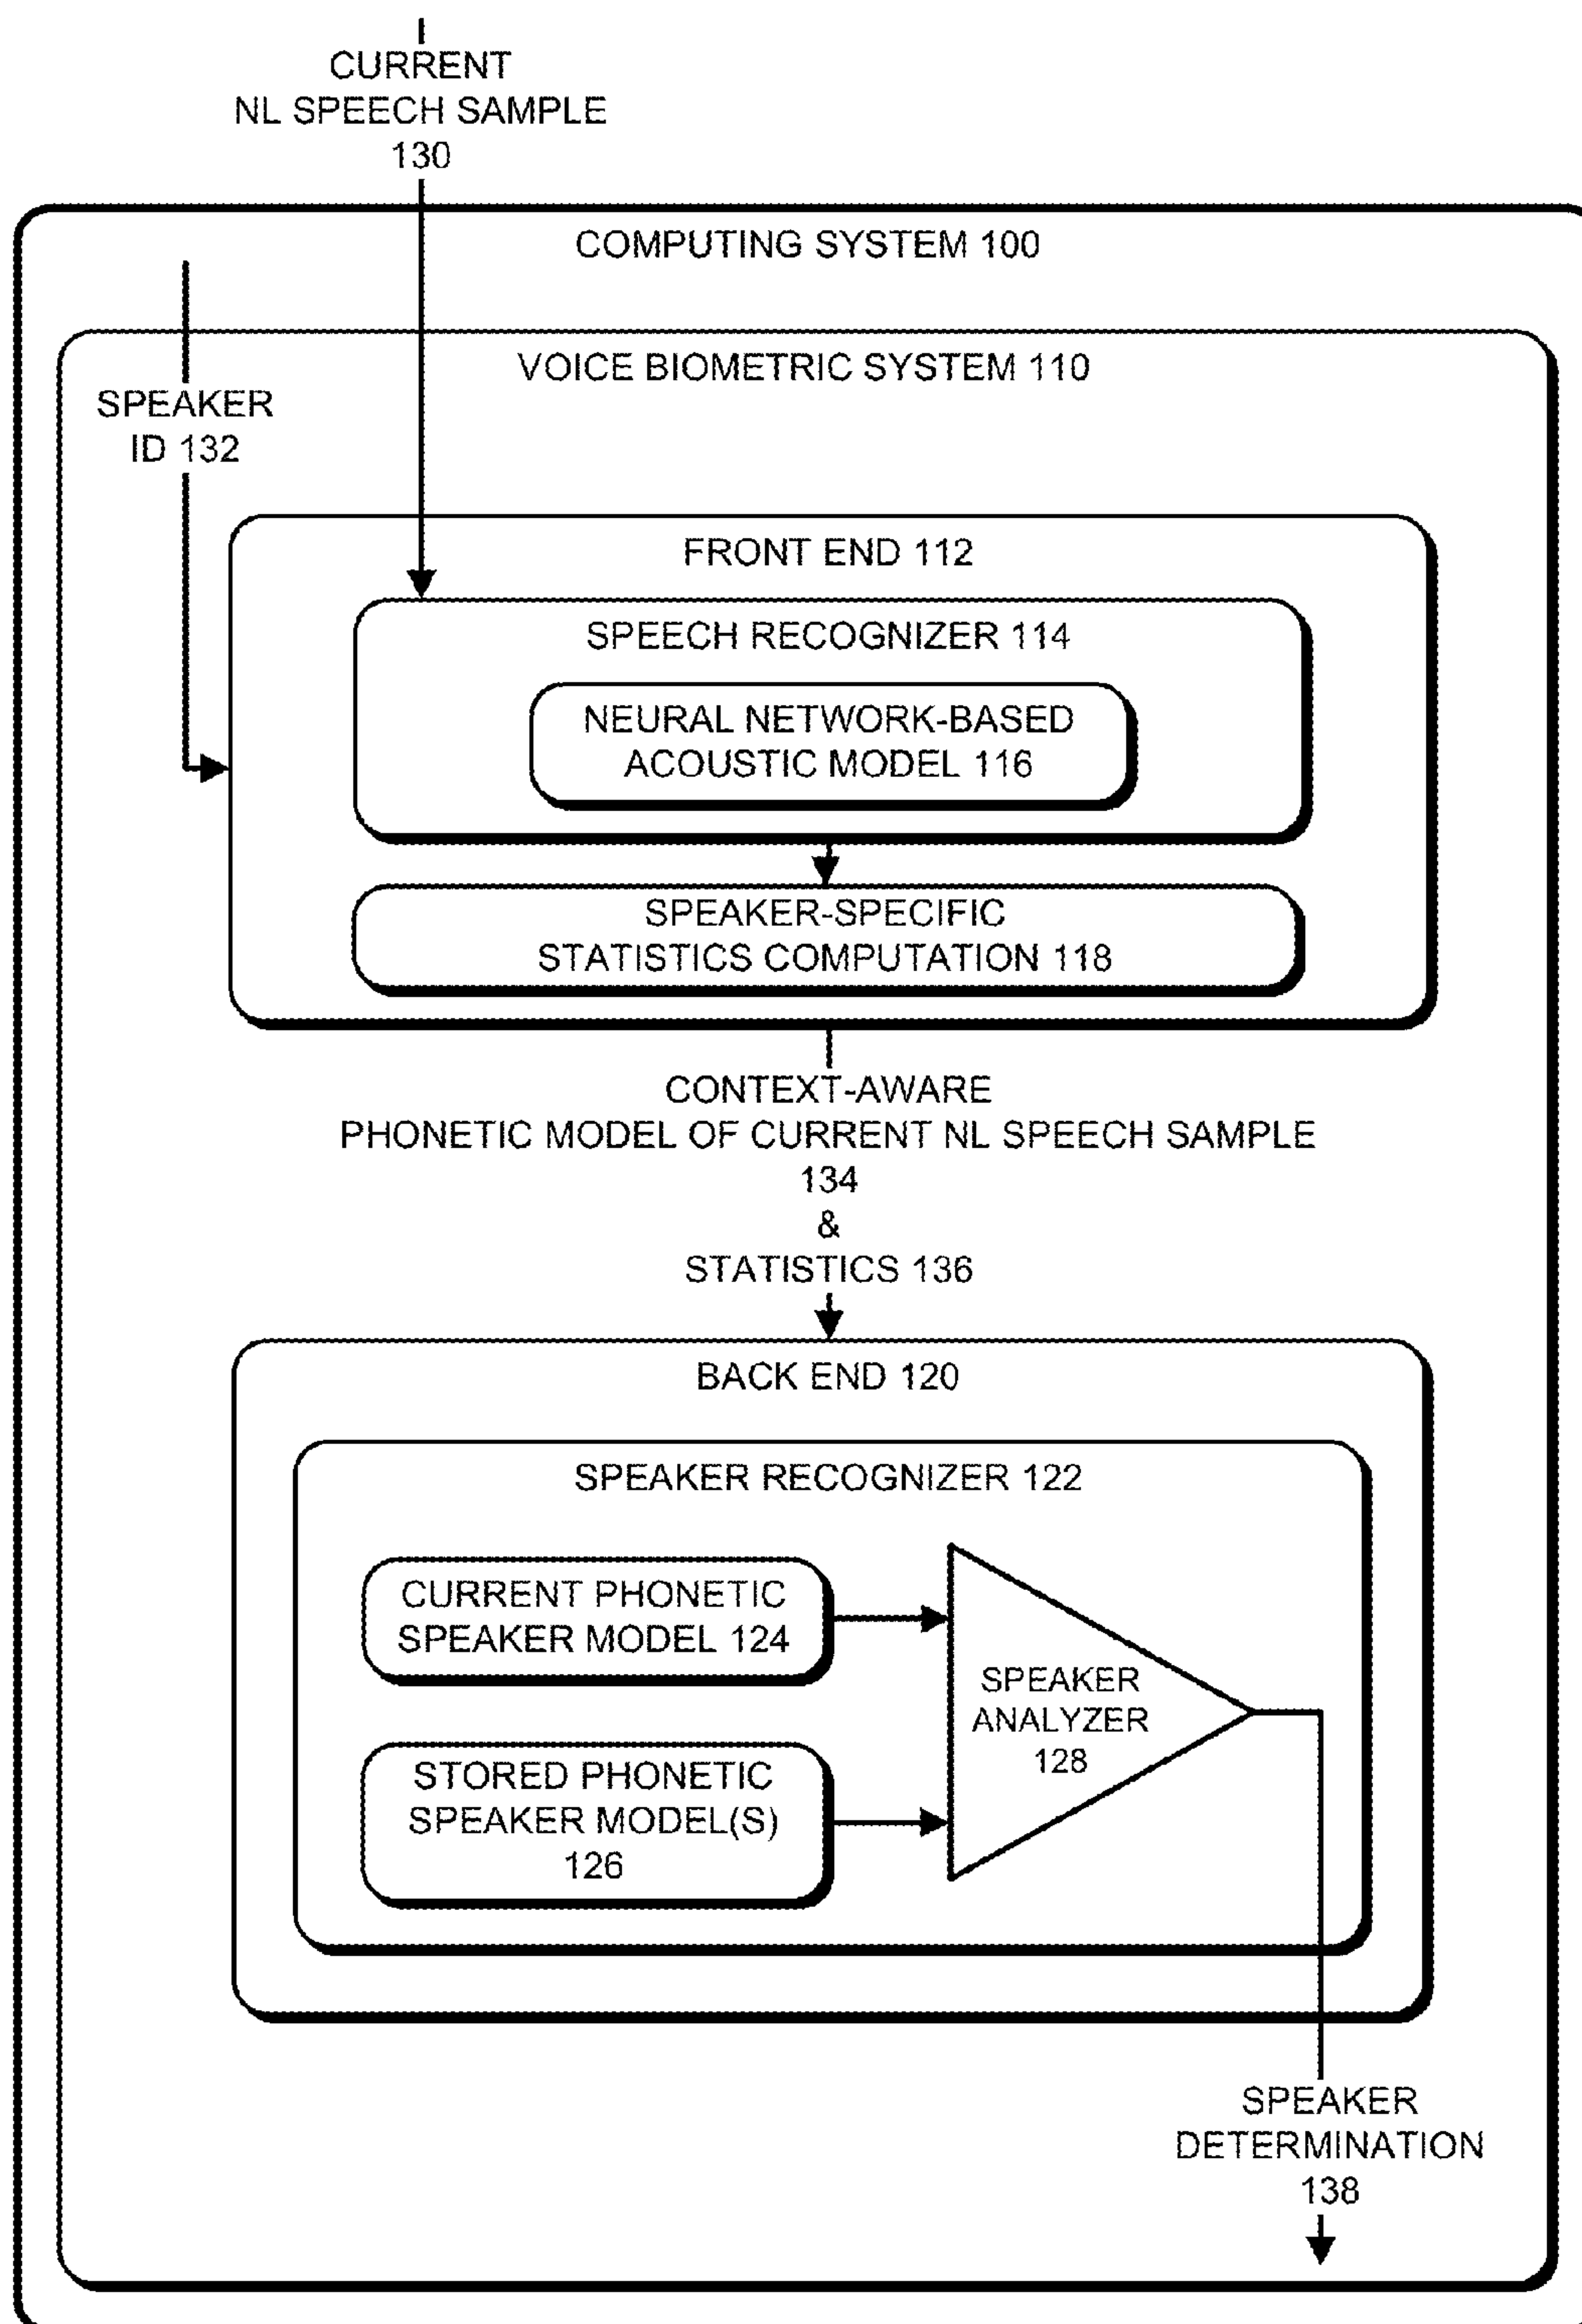 CURRENT
NL SPEECH SAMPLE
130
COMPUTING SYSTEM 100
VOICE BIOMETRIC SYSTEM 110
SPEAKER
ID 132
FRONT END 112
SPEECH RECOGNIZER 114
NEURAL NETWORK-BASED
ACOUSTIC MODEL 116
SPEAKER-SPECIFIC
STATISTICS COMPUTATION 118
CONTEXT-AWARE
PHONETIC MODEL OF CURRENT NL SPEECH SAMPLE
134
&
STATISTICS 136
BACK END 120
SPEAKER RECOGNIZER 122
CURRENT PHONETIC
SPEAKER MODEL 124
SPEAKER
ANALYZER
128
STORED PHONETIC
SPEAKER MODEL(S)
126
SPEAKER
DETERMINATION
138